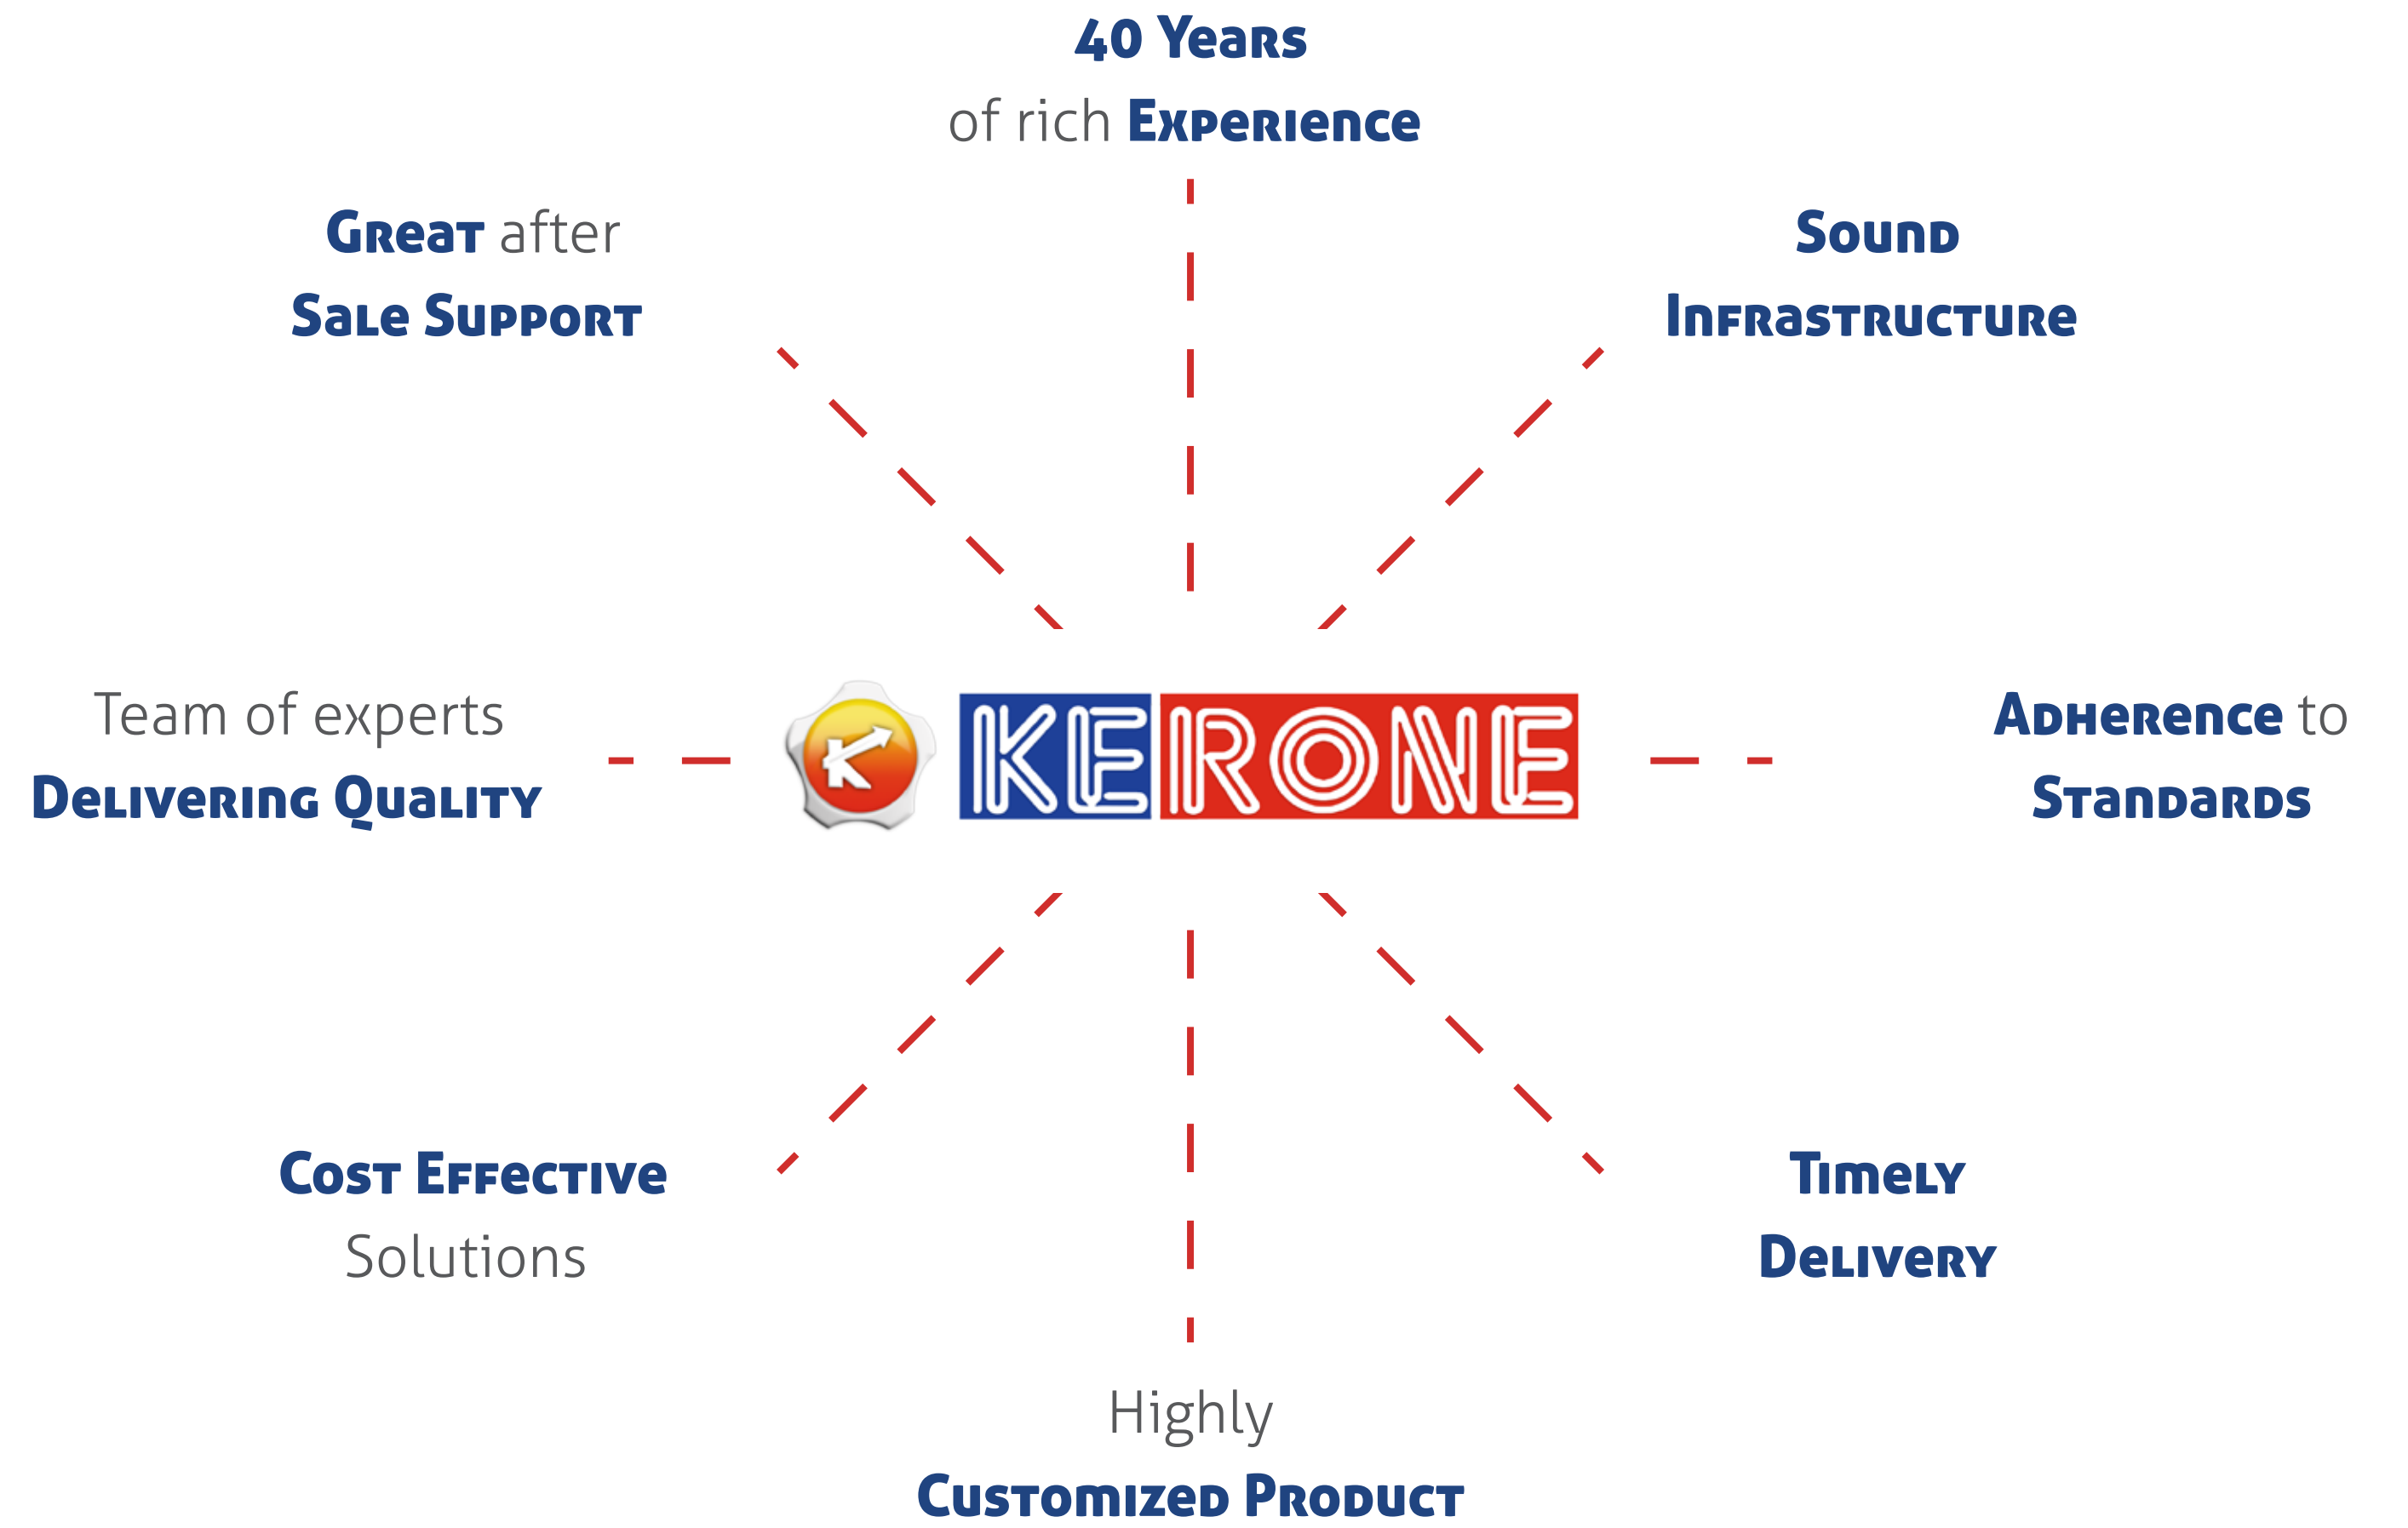 40 Years
of rich Experience
Great after
Sale Support
Sound
Infrastructure
Team of experts
Delivering Quality
K KERONE
Adherence to
Standards
Cost Effective
Solutions
Timely
Delivery
Highly
Customized Product